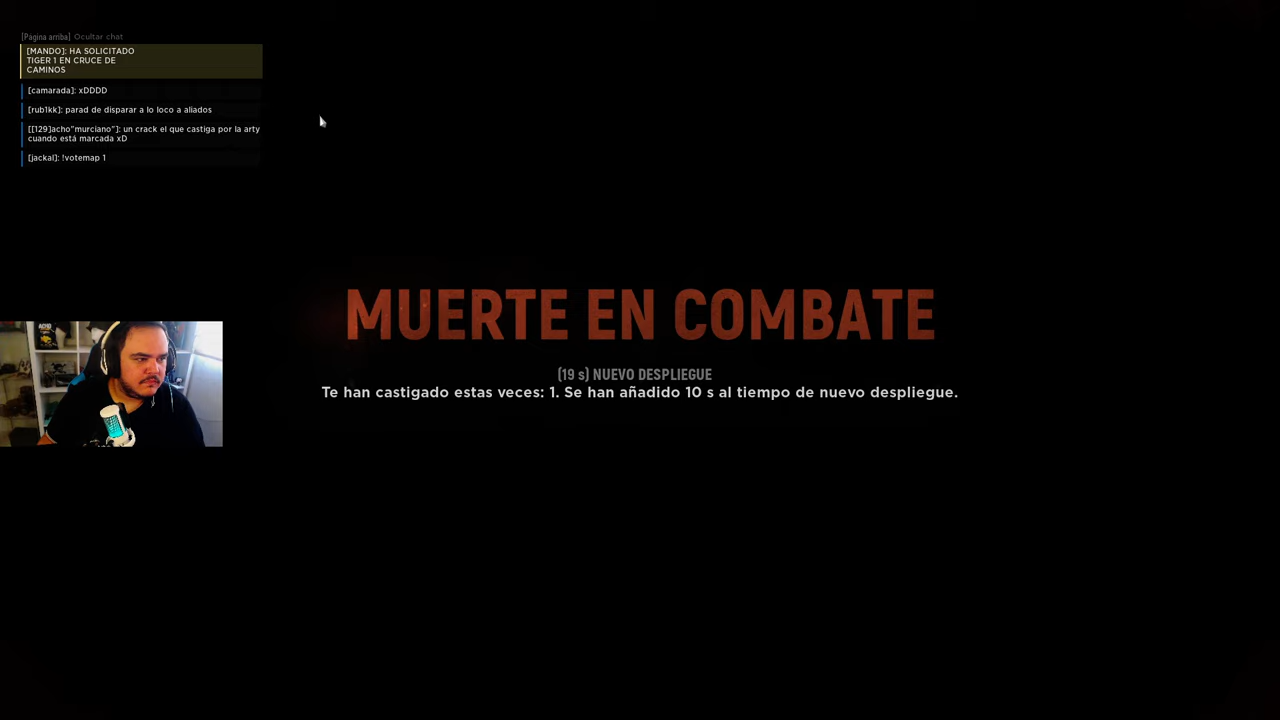 [Página arriba] Ocultar chat
[MANDO]: HA SOLICITADO
TIGER 1 EN CRUCE DE
CAMINOS
[camarada]: xDDDD
[rub1kk]: parad de disparar a lo loco a aliados
[[129]acho"murciano"]: un crack el que castiga por la arty
cuando está marcada xD
[jackal]: !votemap 1
MUERTE EN COMBATE
(19 s) NUEVO DESPLIEGUE
Te han castigado estas veces: 1. Se han añadido 10 s al tiempo de nuevo despliegue.